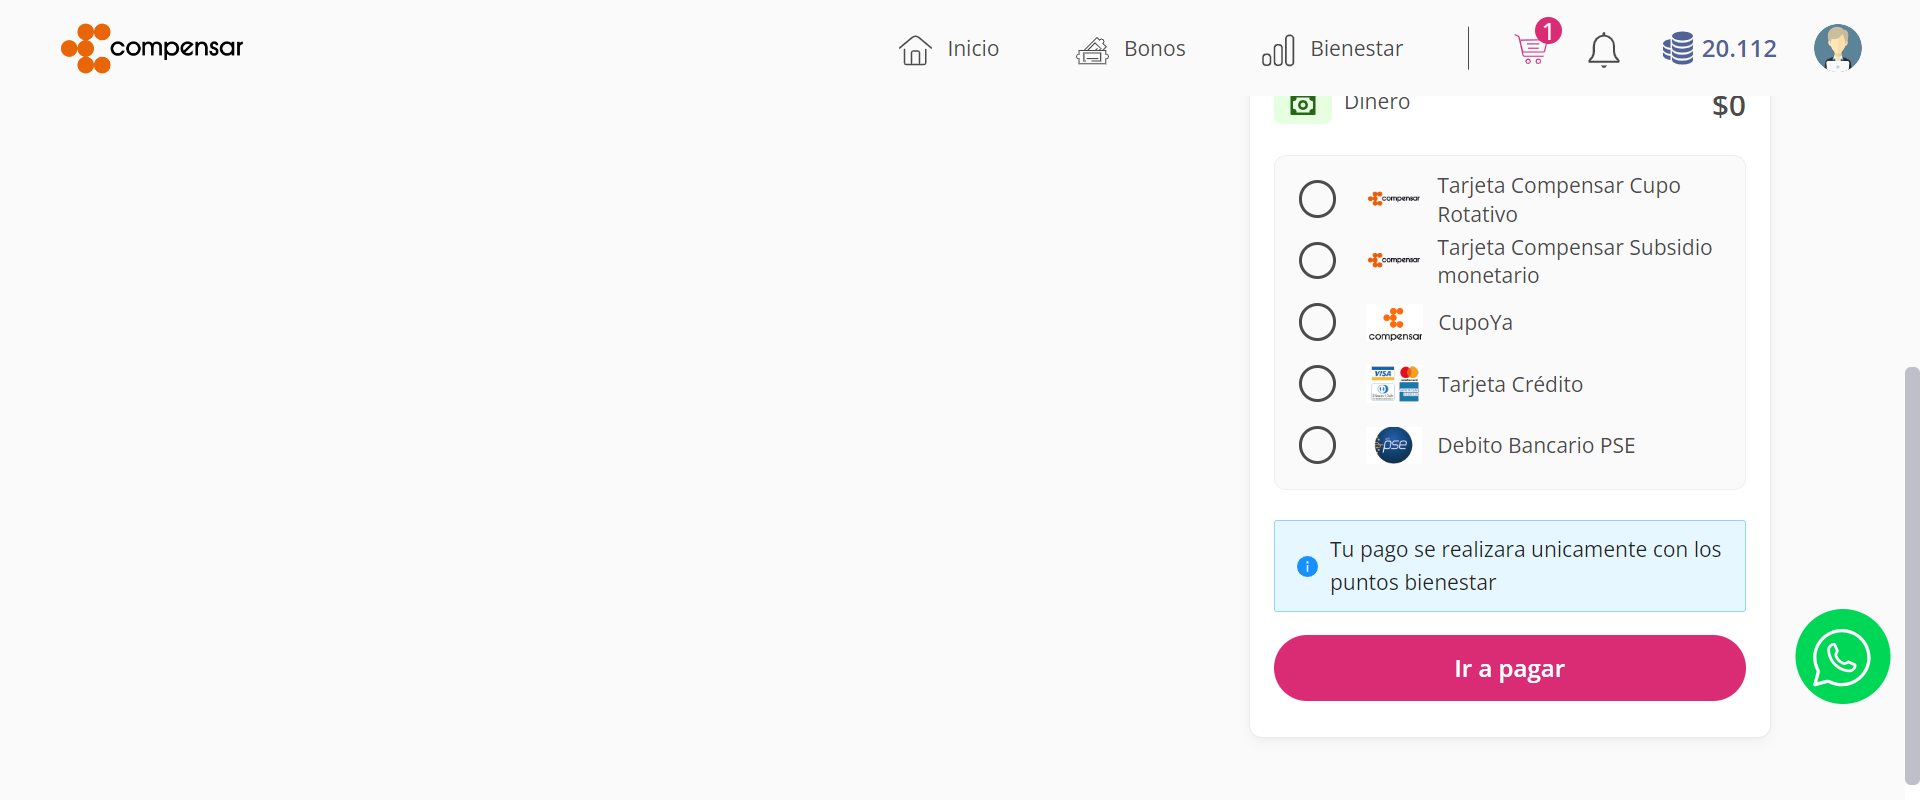 compensar
Inicio
Bonos
Bienestar
1
20.112
Dinero
$0
compensar
Tarjeta Compensar Cupo
Rotativo
compensar
Tarjeta Compensar Subsidio
monetario
compensar
CupoYa
VISA
Tarjeta Crédito
pse
Debito Bancario PSE
Tu pago se realizara unicamente con los
puntos bienestar
Ir a pagar